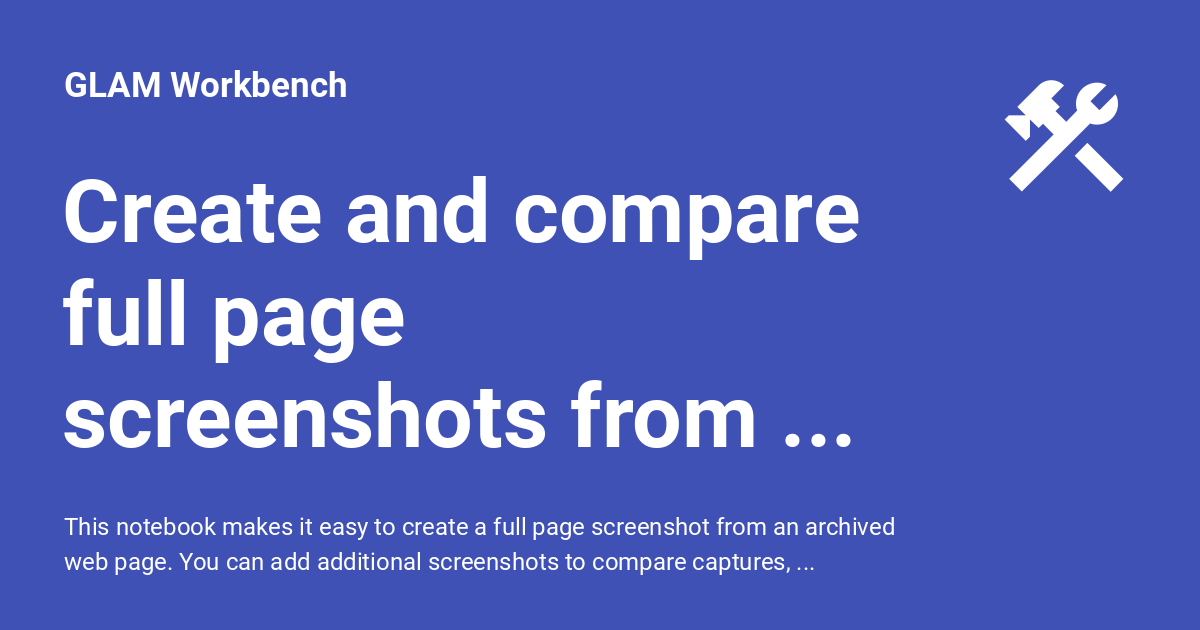 GLAM Workbench
Create and compare
full page
screenshots from ...
This notebook makes it easy to create a full page screenshot from an archived
web page. You can add additional screenshots to compare captures, ...